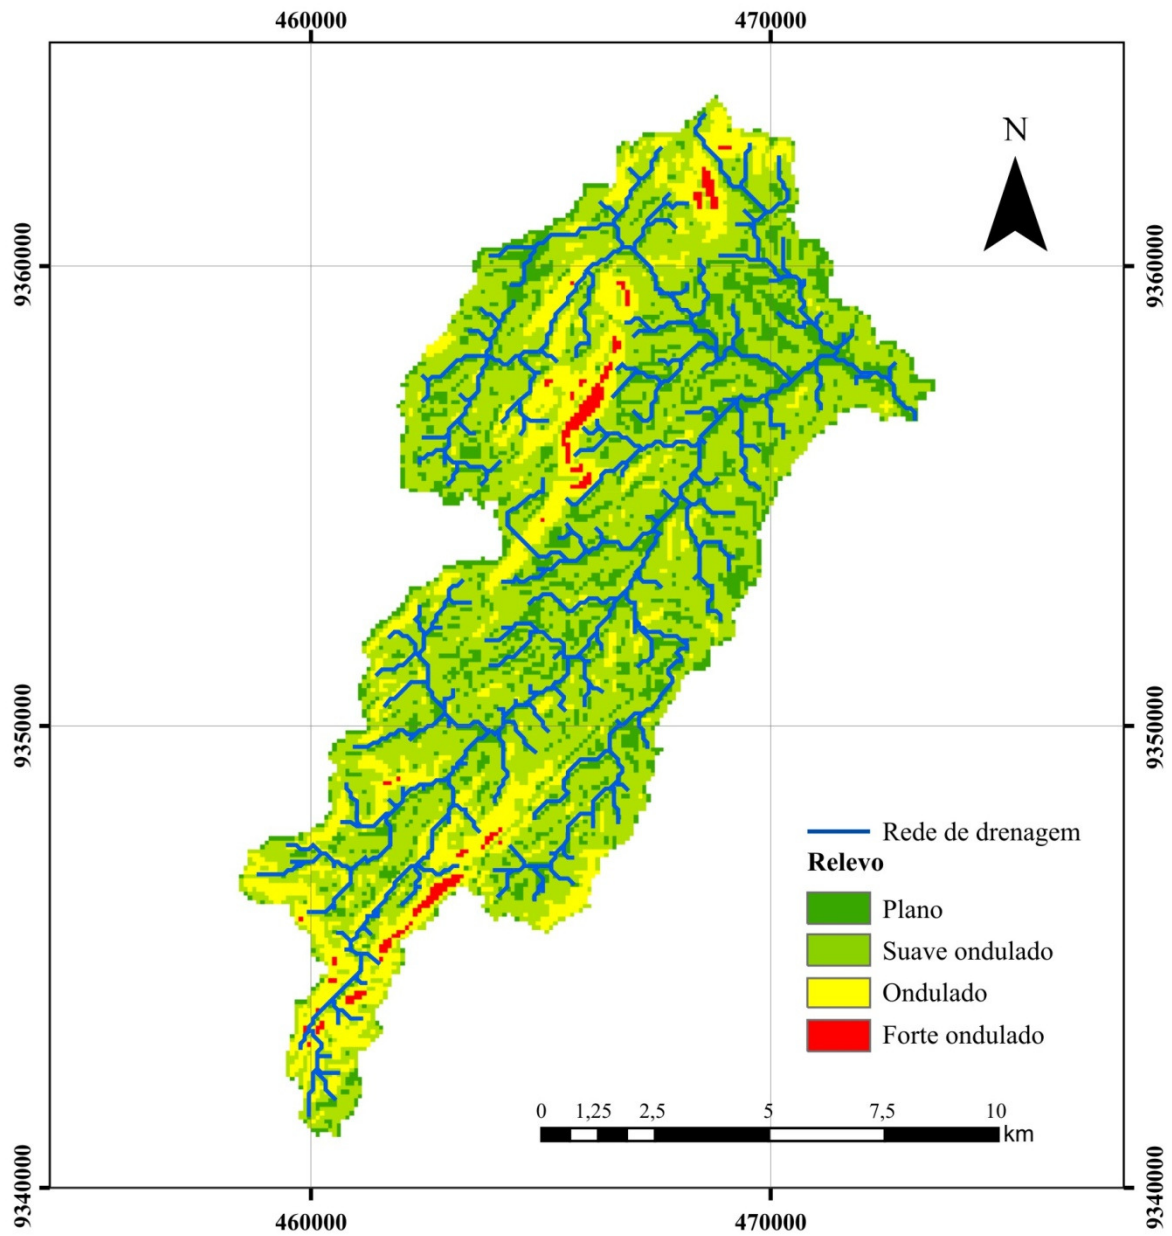 460000 470000
N
9360000 9360000
9350000 9350000
Rede de drenagem
Relevo
Plano
Suave ondulado
Ondulado
Forte ondulado
0 1,25 2,5 5 7,5 10
km
9340000 9340000
460000 470000